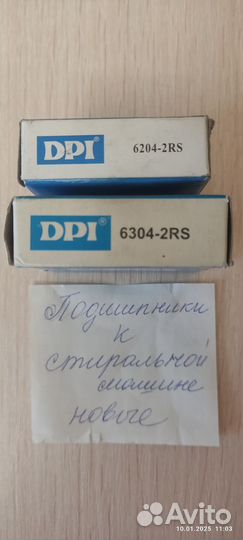 DPI® 6204-2RS
DPI® 6304-2RS
Подшипники
к
стиральной
машине
новые
Avito
10.01.2025 11:03